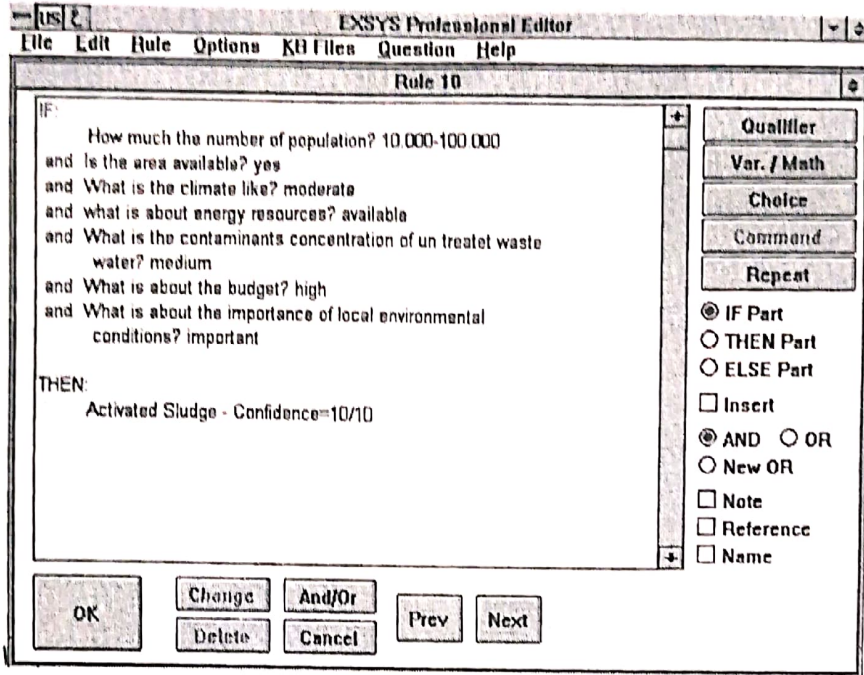 US
EXSYS Professional Editor
File Edit Rule Options KB Files Question Help
Rule 10
IF:
How much the number of population? 10.000-100.000
and Is the area available? yes
and What is the climate like? moderate
and what is about energy resources? available
and What is the contaminants concentration of un treatet waste
water? medium
and What is about the budget? high
and What is about the importance of local environmental
conditions? important
THEN:
Activated Sludge - Confidence=10/10
Qualifier
Var. / Math
Choice
Command
Repeat
IF Part
THEN Part
ELSE Part
Insert
AND OR
New OR
Note
Reference
Name
OK
Change And/Or
Prev Next
Delete Cancel